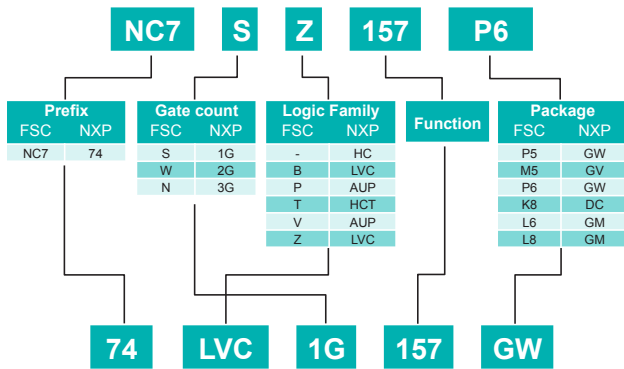 NC7 S Z 157 P6
Prefix Gate count Logic Family Function Package
FSC NXP FSC NXP FSC NXP FSC NXP
NC7 74 S 1G - HC P5 GW
W 2G B LVC M5 GV
N 3G P AUP P6 GW
T HCT K8 DC
V AUP L6 GM
Z LVC L8 GM
74 LVC 1G 157 GW